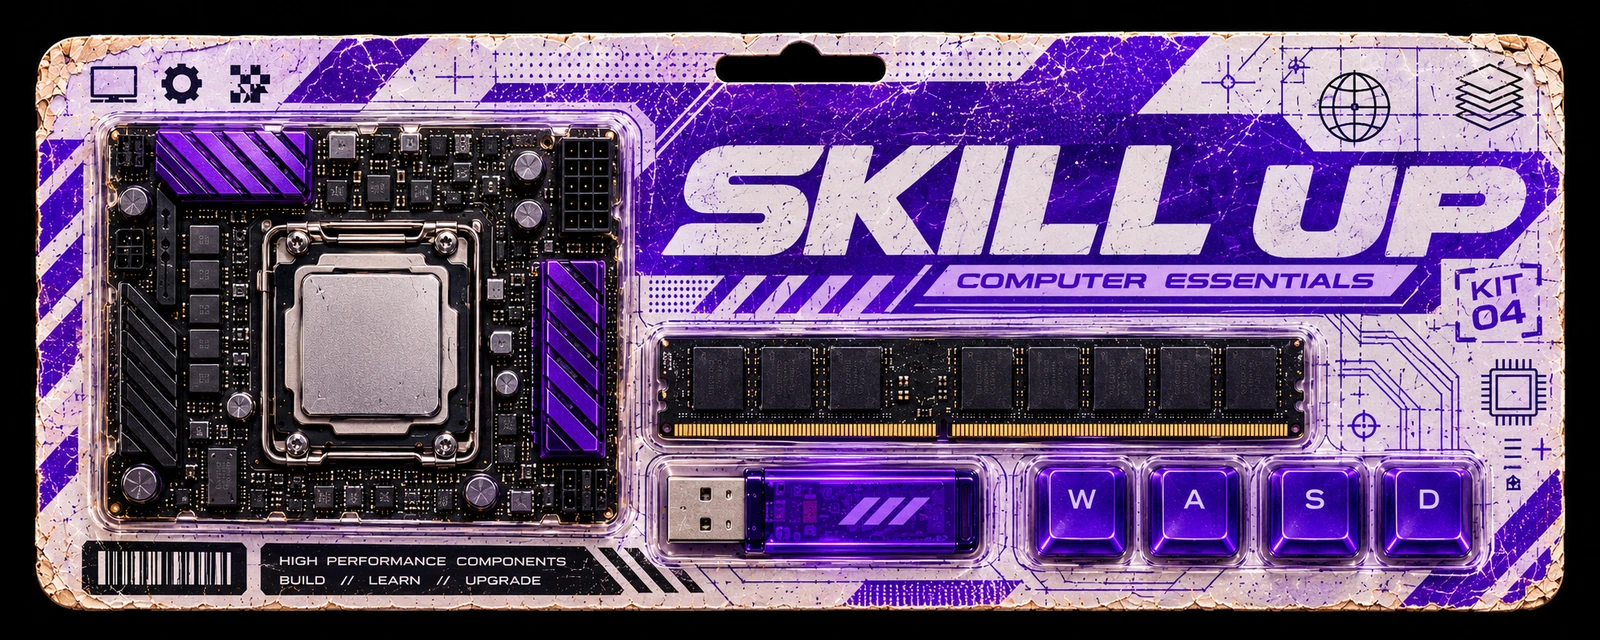 SKILL UP
COMPUTER ESSENTIALS
KIT
04
W A S D
HIGH PERFORMANCE COMPONENTS
BUILD // LEARN // UPGRADE